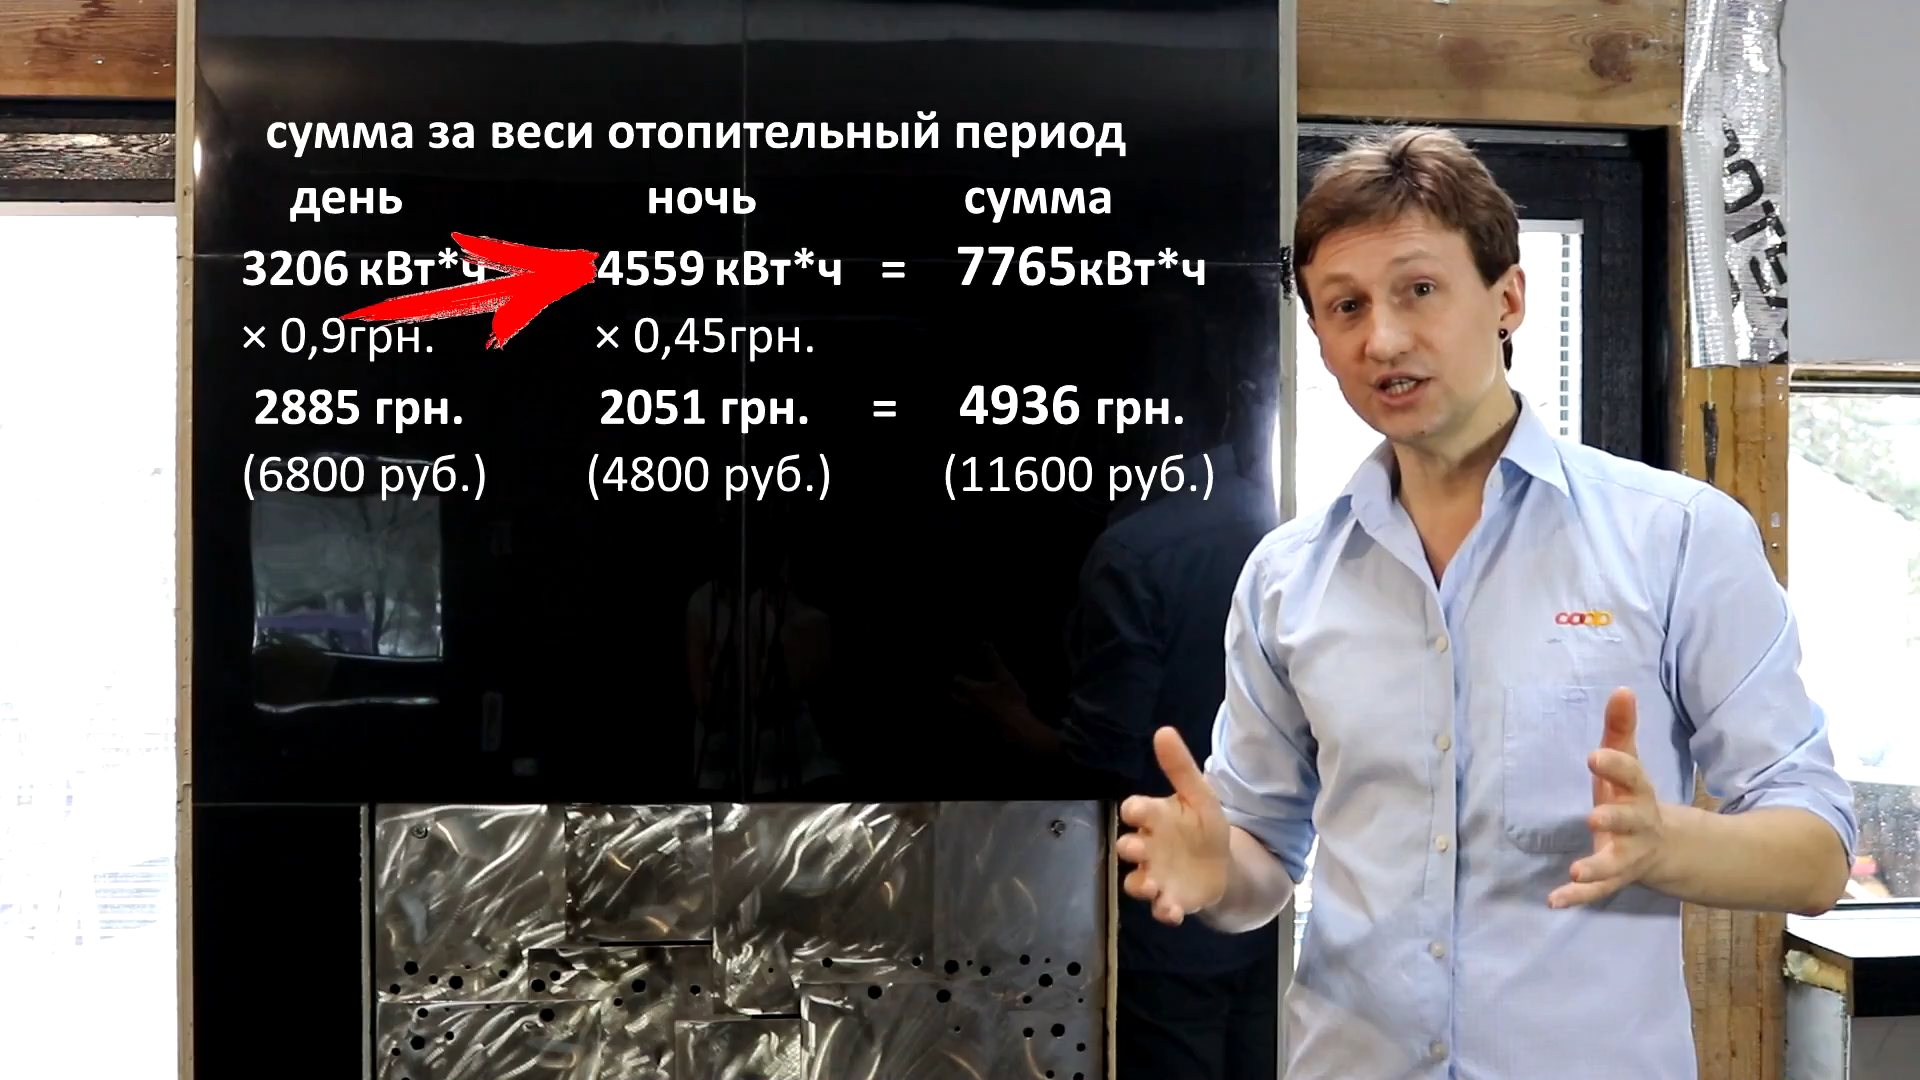 сумма за веси отопительный период
день ночь сумма
3206 кВт*ч 4559 кВт*ч = 7765кВт*ч
× 0,9грн. × 0,45грн.
2885 грн. 2051 грн. = 4936 грн.
(6800 руб.) (4800 руб.) (11600 руб.)
coop